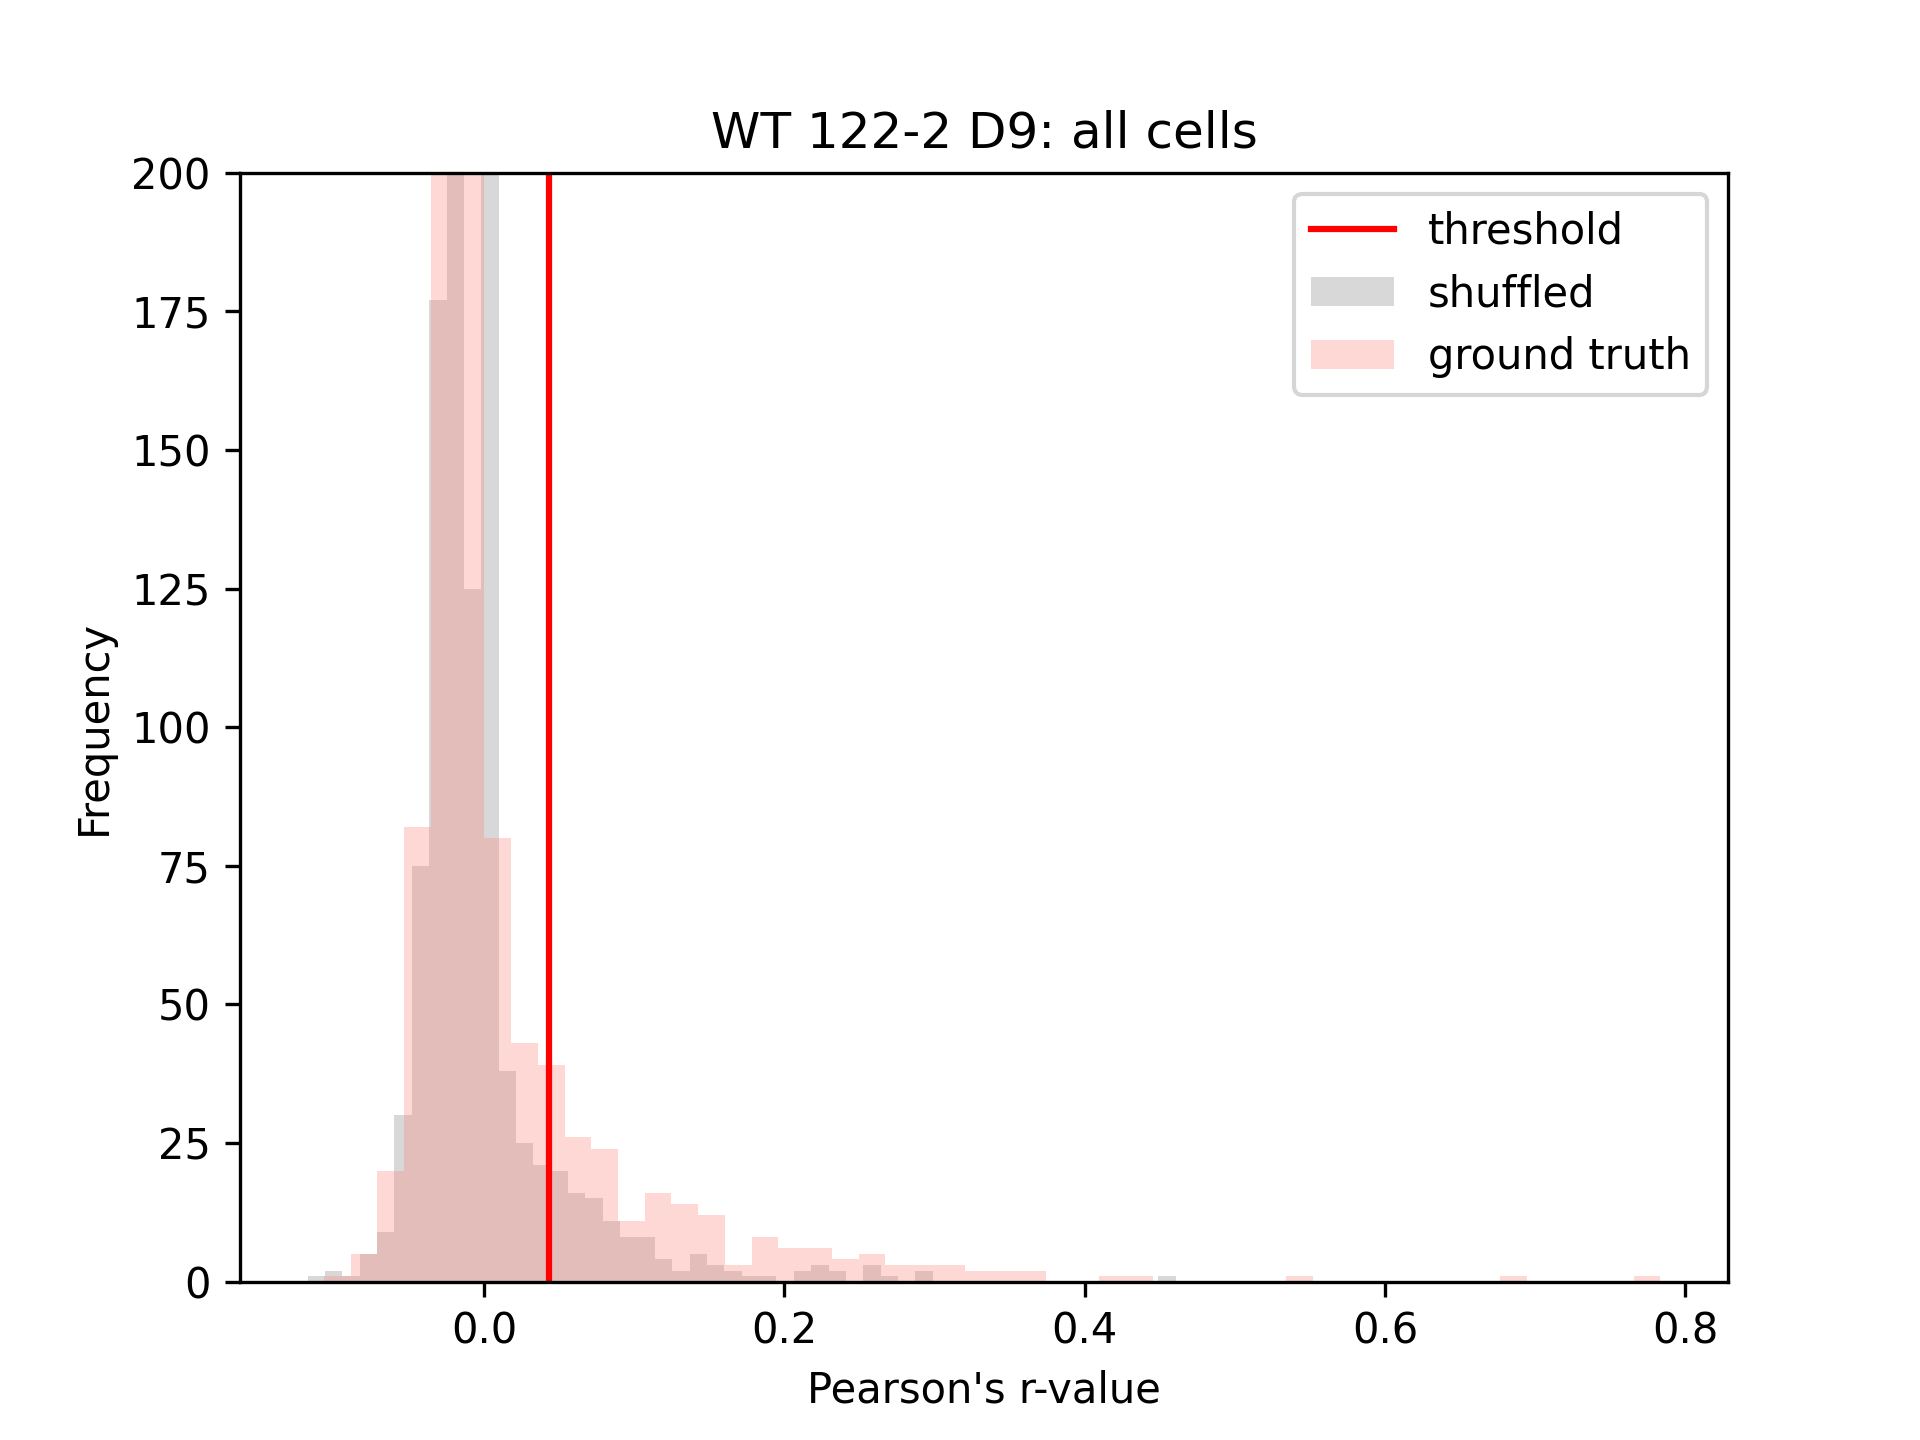 WT 122-2 D9: all cells
200
175
150
125
100
75
50
25
0
Frequency
threshold
shuffled
ground truth
0.0 0.2 0.4 0.6 0.8
Pearson's r-value